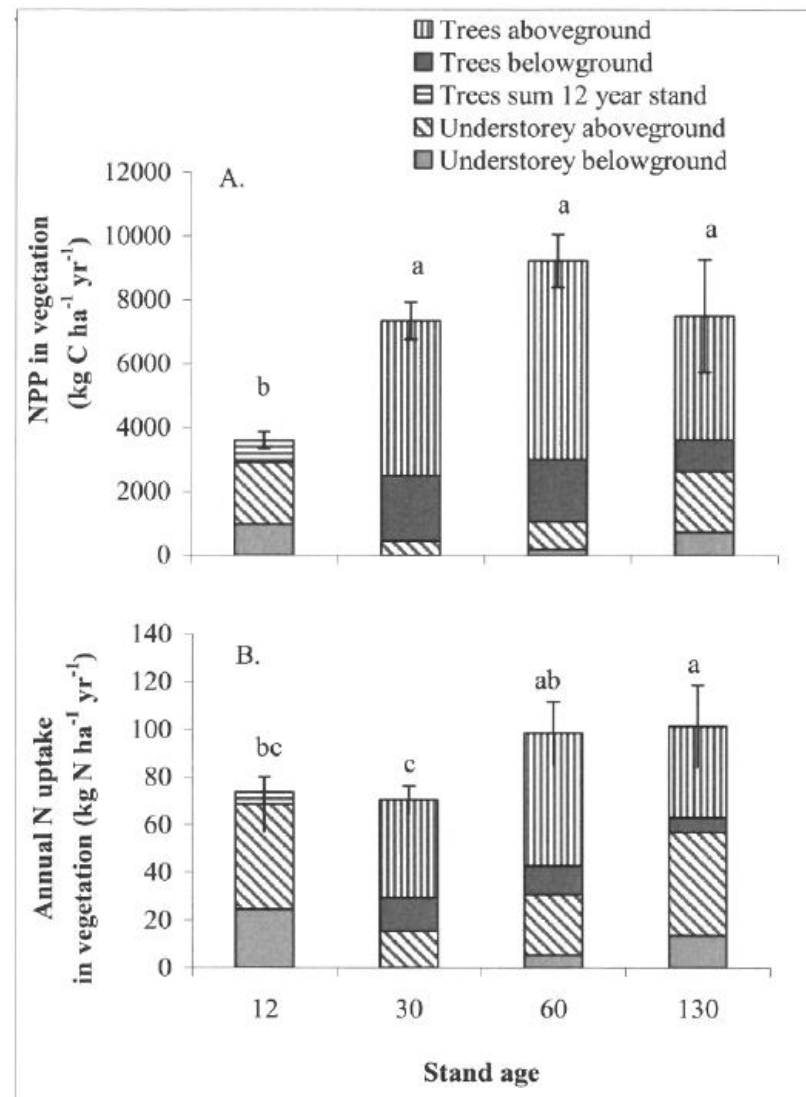 Trees aboveground
Trees belowground
Trees sum 12 year stand
Understorey aboveground
Understorey belowground
12000
10000
8000
6000
4000
2000
0
NPP in vegetation
(kg C ha⁻¹ yr⁻¹)
A.
b
a
a
a
140
120
100
80
60
40
20
0
Annual N uptake
in vegetation (kg N ha⁻¹ yr⁻¹)
B.
bc
c
ab
a
12 30 60 130
Stand age